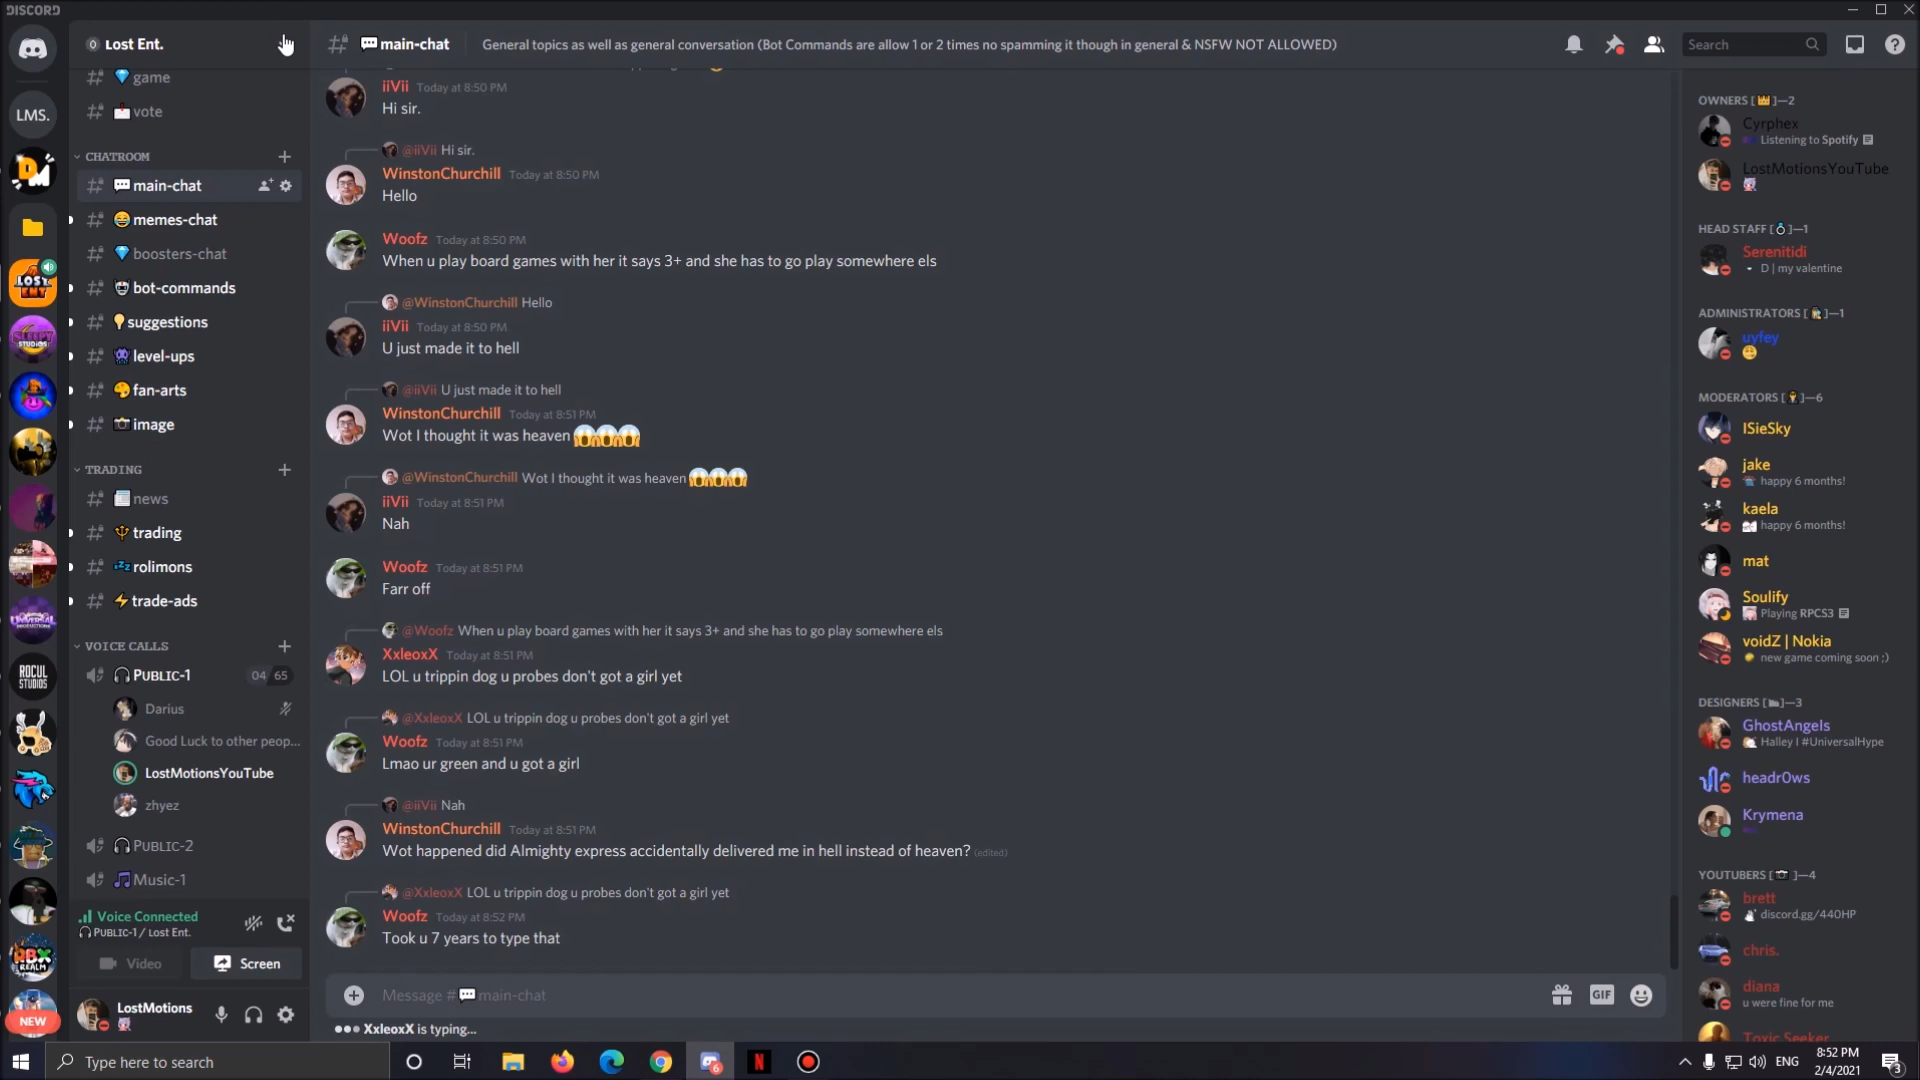 DISCORD
Lost Ent.
main-chat
General topics as well as general conversation (Bot Commands are allow 1 or 2 times no spamming it though in general & NSFW NOT ALLOWED)
Search
LMS.
DM
LOST ENT
SLEEPY STUDIOS
UNIVERSAL
ROCUL STUDIOS
RBX REALM
NEW
game
vote
CHATROOM
main-chat
memes-chat
boosters-chat
bot-commands
suggestions
level-ups
fan-arts
image
TRADING
news
trading
rolimons
trade-ads
VOICE CALLS
PUBLIC-1
04 65
Darius
Good Luck to other peop...
LostMotionsYouTube
zhyez
PUBLIC-2
Music-1
Voice Connected
PUBLIC-1 / Lost Ent.
Video
Screen
LostMotions
iiVii Today at 8:50 PM
Hi sir.
@iiVii Hi sir.
WinstonChurchill Today at 8:50 PM
Hello
Woofz Today at 8:50 PM
When u play board games with her it says 3+ and she has to go play somewhere els
@WinstonChurchill Hello
iiVii Today at 8:50 PM
U just made it to hell
@iiVii U just made it to hell
WinstonChurchill Today at 8:51 PM
Wot I thought it was heaven 😱😱😱
@WinstonChurchill Wot I thought it was heaven 😱😱😱
iiVii Today at 8:51 PM
Nah
Woofz Today at 8:51 PM
Farr off
@Woofz When u play board games with her it says 3+ and she has to go play somewhere els
XxleoxX Today at 8:51 PM
LOL u trippin dog u probes don't got a girl yet
@XxleoxX LOL u trippin dog u probes don't got a girl yet
Woofz Today at 8:51 PM
Lmao ur green and u got a girl
@iiVii Nah
WinstonChurchill Today at 8:51 PM
Wot happened did Almighty express accidentally delivered me in hell instead of heaven? (edited)
@XxleoxX LOL u trippin dog u probes don't got a girl yet
Woofz Today at 8:52 PM
Took u 7 years to type that
Message #main-chat
GIF
XxleoxX is typing...
OWNERS [👑]—2
Cyrphex
Listening to Spotify
LostMotionsYouTube
HEAD STAFF [💍]—1
Serenitidi
D | my valentine
ADMINISTRATORS []—1
uyfey
MODERATORS []—6
ISieSky
jake
happy 6 months!
kaela
happy 6 months!
mat
Soulify
Playing RPCS3
voidZ | Nokia
new game coming soon ;)
DESIGNERS []—3
GhostAngels
Halley I #UniversalHype
headr0ws
Krymena
YOUTUBERS [📷]—4
brett
discord.gg/440HP
chris.
diana
u were fine for me
Toxic Seeker
Type here to search
6
N
ENG
8:52 PM
2/4/2021
3